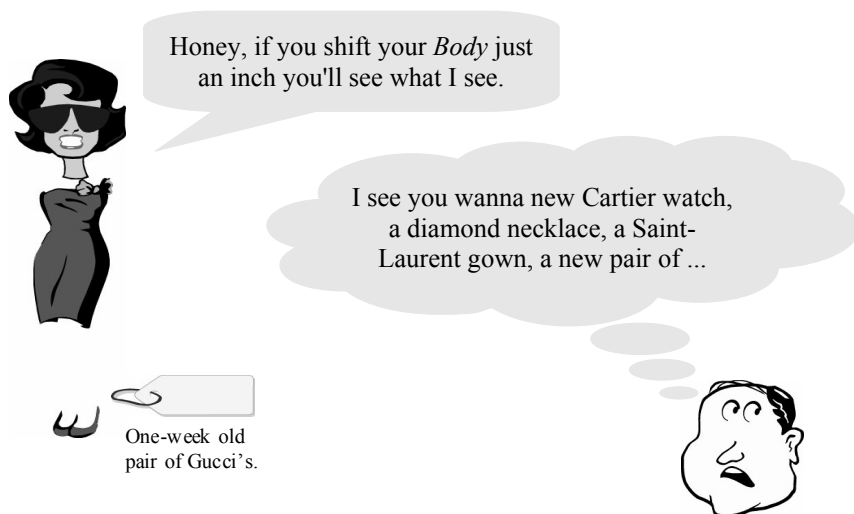 Honey, if you shift your Body just
an inch you'll see what I see.
I see you wanna new Cartier watch,
a diamond necklace, a Saint-
Laurent gown, a new pair of ...
One-week old
pair of Gucci’s.